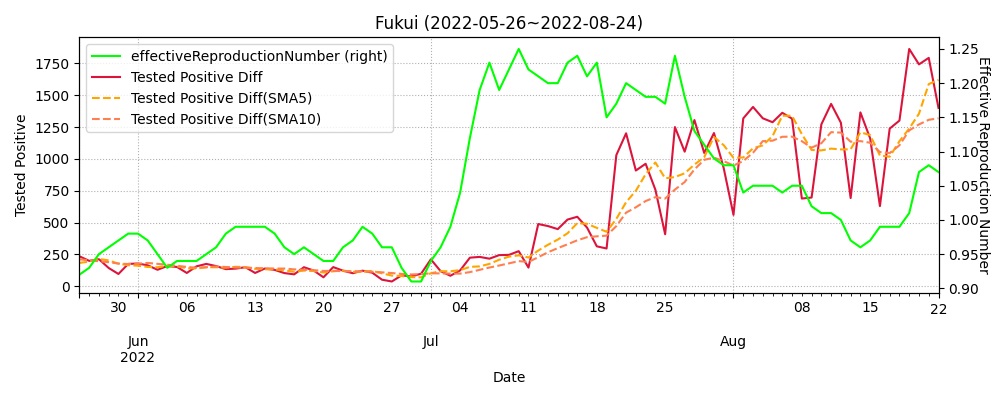 Fukui (2022-05-26~2022-08-24)
effectiveReproductionNumber (right)
Tested Positive Diff
Tested Positive Diff(SMA5)
Tested Positive Diff(SMA10)
Tested Positive
1750
1500
1250
1000
750
500
250
0
Effective Reproduction Number
1.25
1.20
1.15
1.10
1.05
1.00
0.95
0.90
30 06 13 20 27 04 11 18 25 08 15 22
Jun Jul Aug
2022
Date